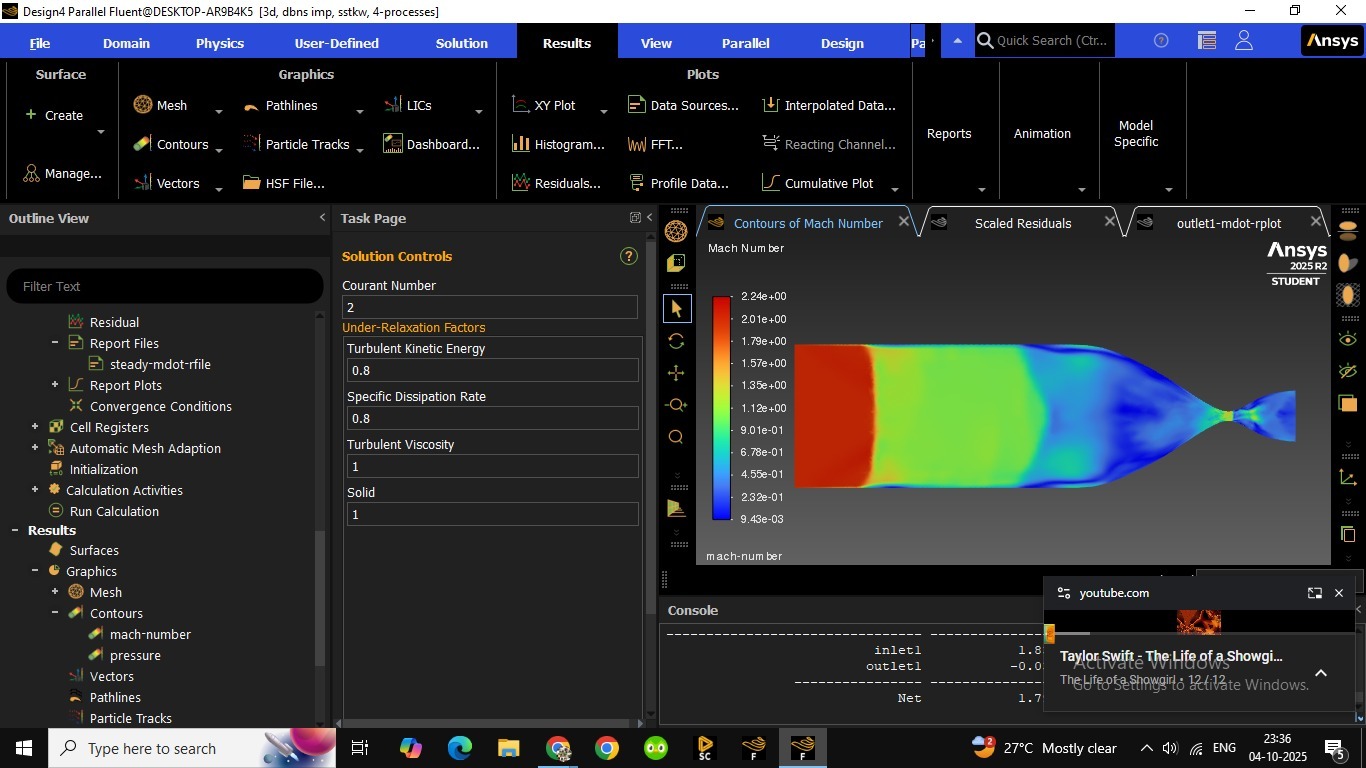 Design4 Parallel Fluent@DESKTOP-AR9B4K5 [3d, dbns imp, sstkw, 4-processes]
File Domain Physics User-Defined Solution Results View Parallel Design Pa
Quick Search (Ctr...
Ansys
Surface
Create
Manage...
Graphics
Mesh Pathlines LICs
Contours Particle Tracks Dashboard...
Vectors HSF File...
Plots
XY Plot Data Sources... Interpolated Data...
Histogram... FFT... Reacting Channel...
Residuals... Profile Data... Cumulative Plot
Reports
Animation
Model
Specific
Outline View
Filter Text
Residual
Report Files
steady-mdot-rfile
Report Plots
Convergence Conditions
Cell Registers
Automatic Mesh Adaption
Initialization
Calculation Activities
Run Calculation
Results
Surfaces
Graphics
Mesh
Contours
mach-number
pressure
Vectors
Pathlines
Particle Tracks
Task Page
Solution Controls
Courant Number
2
Under-Relaxation Factors
Turbulent Kinetic Energy
0.8
Specific Dissipation Rate
0.8
Turbulent Viscosity
1
Solid
1
Contours of Mach Number
Scaled Residuals
outlet1-mdot-rplot
Mach Number
Ansys
2025 R2
STUDENT
2.24e+00
2.01e+00
1.79e+00
1.57e+00
1.35e+00
1.12e+00
9.01e-01
6.78e-01
4.55e-01
2.32e-01
9.43e-03
mach-number
Console
inlet1 1.8
outlet1 -0.0
Net 1.7
youtube.com
Taylor Swift - The Life of a Showgi...
The Life of a Showgirl • 12 / 12
Activate Windows
Go to Settings to activate Windows.
Type here to search
SC
F
F
2
27°C Mostly clear
ENG
23:36
04-10-2025
5